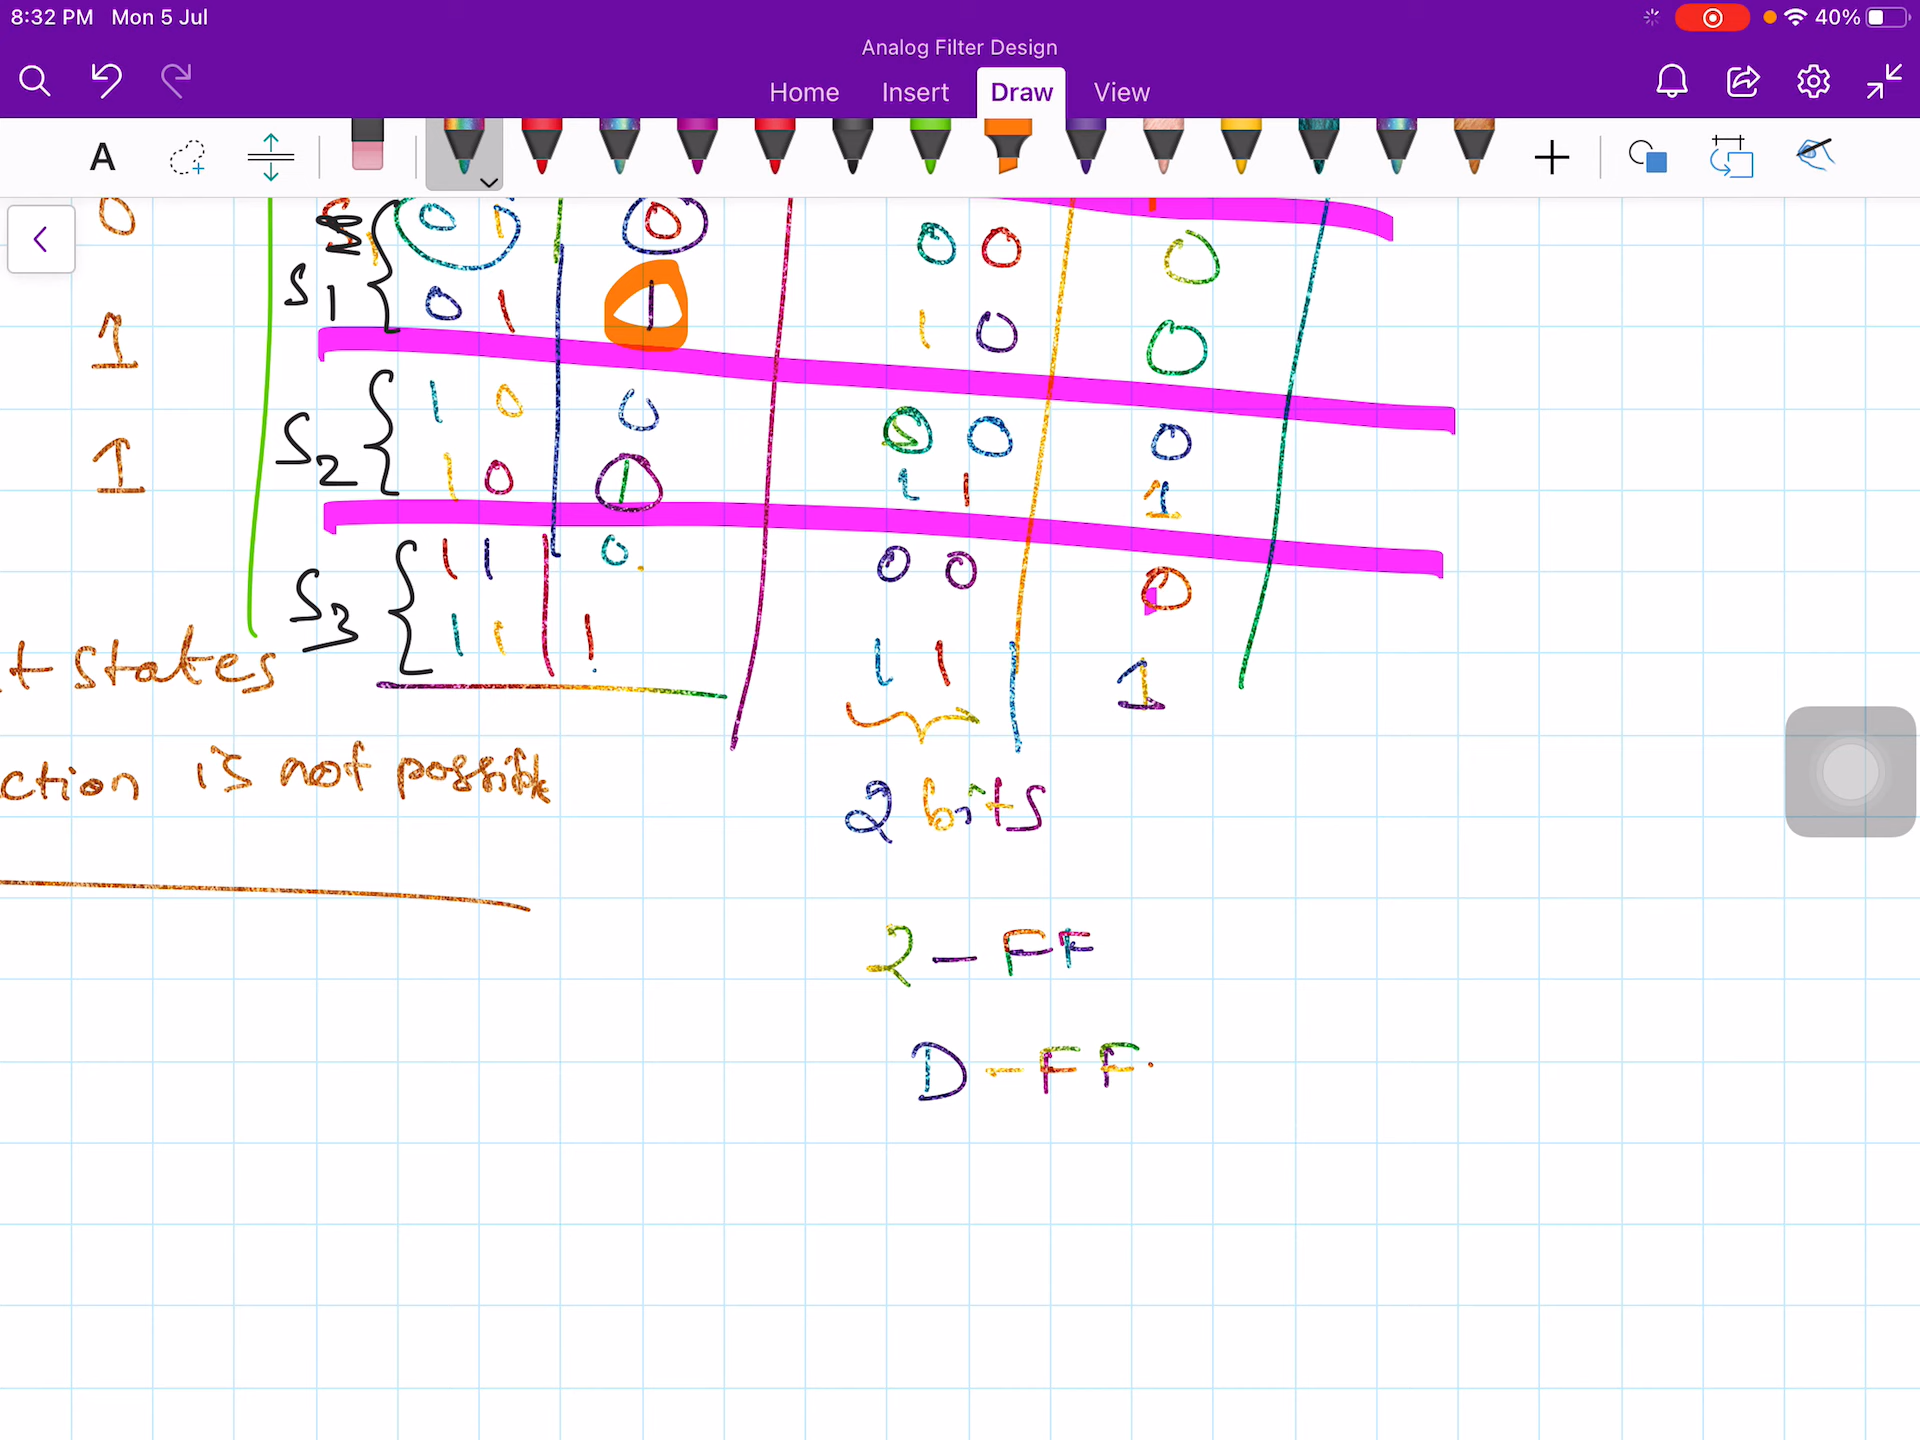 8:32 PM Mon 5 Jul
40%
Analog Filter Design
Home Insert Draw View
A
0 0 1 0 0 0 0
S1 0 1 1 1 0 0
1
1 0 0 0 0 0
S2 1 0 1 1 1 1
1
S3 1 1 0. 0 0 0
1 1 1 1 1 1
t states
ction is not possible
2 bits
2 - FF
D - FF.